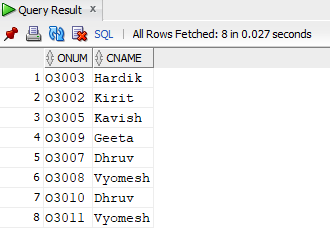 Query Result x
SQL | All Rows Fetched: 8 in 0.027 seconds
ONUM CNAME
1 O3003 Hardik
2 O3002 Kirit
3 O3005 Kavish
4 O3009 Geeta
5 O3007 Dhruv
6 O3008 Vyomesh
7 O3010 Dhruv
8 O3011 Vyomesh